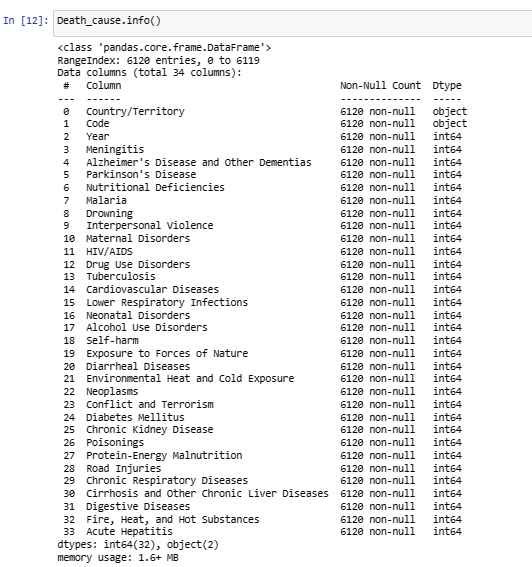 In [12]: Death_cause.info()
<class 'pandas.core.frame.DataFrame'>
RangeIndex: 6120 entries, 0 to 6119
Data columns (total 34 columns):
 #   Column                                      Non-Null Count  Dtype
---  ------                                      --------------  -----
 0   Country/Territory                           6120 non-null   object
 1   Code                                        6120 non-null   object
 2   Year                                        6120 non-null   int64
 3   Meningitis                                  6120 non-null   int64
 4   Alzheimer's Disease and Other Dementias     6120 non-null   int64
 5   Parkinson's Disease                         6120 non-null   int64
 6   Nutritional Deficiencies                    6120 non-null   int64
 7   Malaria                                     6120 non-null   int64
 8   Drowning                                    6120 non-null   int64
 9   Interpersonal Violence                      6120 non-null   int64
 10  Maternal Disorders                          6120 non-null   int64
 11  HIV/AIDS                                    6120 non-null   int64
 12  Drug Use Disorders                          6120 non-null   int64
 13  Tuberculosis                                6120 non-null   int64
 14  Cardiovascular Diseases                     6120 non-null   int64
 15  Lower Respiratory Infections                6120 non-null   int64
 16  Neonatal Disorders                          6120 non-null   int64
 17  Alcohol Use Disorders                       6120 non-null   int64
 18  Self-harm                                   6120 non-null   int64
 19  Exposure to Forces of Nature                6120 non-null   int64
 20  Diarrheal Diseases                          6120 non-null   int64
 21  Environmental Heat and Cold Exposure        6120 non-null   int64
 22  Neoplasms                                   6120 non-null   int64
 23  Conflict and Terrorism                      6120 non-null   int64
 24  Diabetes Mellitus                           6120 non-null   int64
 25  Chronic Kidney Disease                      6120 non-null   int64
 26  Poisonings                                  6120 non-null   int64
 27  Protein-Energy Malnutrition                 6120 non-null   int64
 28  Road Injuries                               6120 non-null   int64
 29  Chronic Respiratory Diseases                6120 non-null   int64
 30  Cirrhosis and Other Chronic Liver Diseases  6120 non-null   int64
 31  Digestive Diseases                          6120 non-null   int64
 32  Fire, Heat, and Hot Substances              6120 non-null   int64
 33  Acute Hepatitis                             6120 non-null   int64
dtypes: int64(32), object(2)
memory usage: 1.6+ MB